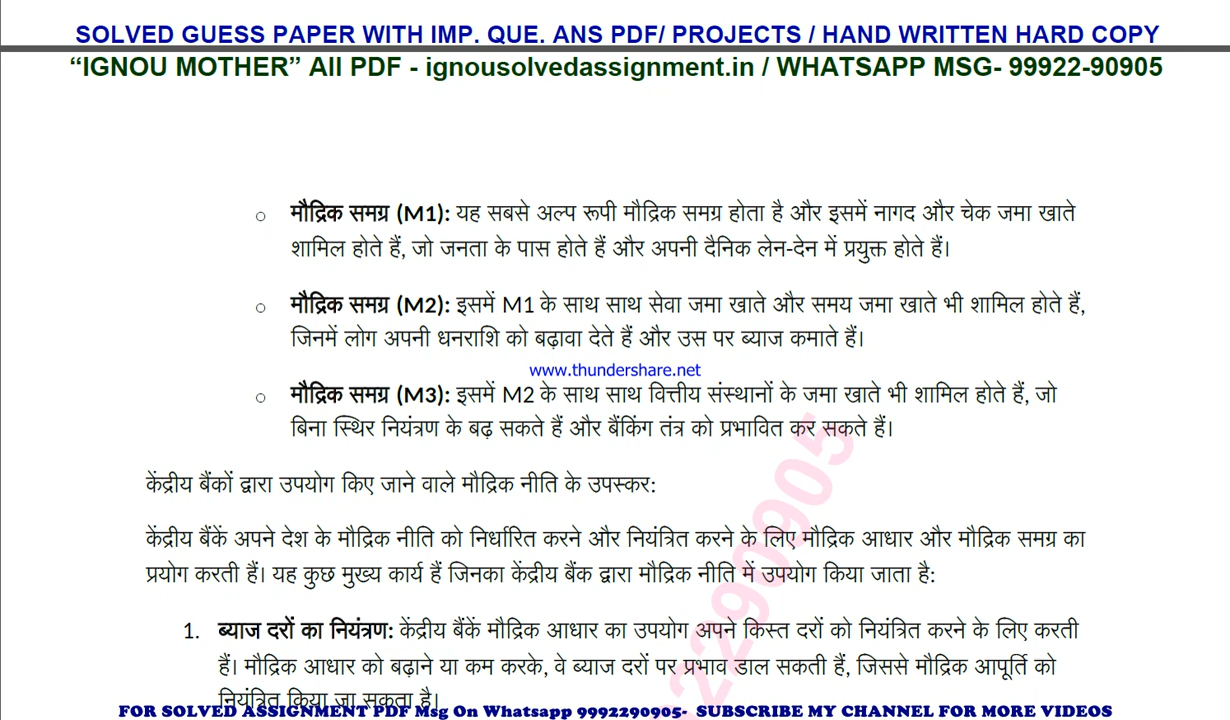 SOLVED GUESS PAPER WITH IMP. QUE. ANS PDF/ PROJECTS / HAND WRITTEN HARD COPY
“IGNOU MOTHER” All PDF - ignousolvedassignment.in / WHATSAPP MSG- 99922-90905
○ मौद्रिक समग्र (M1): यह सबसे अल्प रूपी मौद्रिक समग्र होता है और इसमें नागद और चेक जमा खाते
शामिल होते हैं, जो जनता के पास होते हैं और अपनी दैनिक लेन-देन में प्रयुक्त होते हैं।
○ मौद्रिक समग्र (M2): इसमें M1 के साथ साथ सेवा जमा खाते और समय जमा खाते भी शामिल होते हैं,
जिनमें लोग अपनी धनराशि को बढ़ावा देते हैं और उस पर ब्याज कमाते हैं।
www.thundershare.net
○ मौद्रिक समग्र (M3): इसमें M2 के साथ साथ वित्तीय संस्थानों के जमा खाते भी शामिल होते हैं, जो
बिना स्थिर नियंत्रण के बढ़ सकते हैं और बैंकिंग तंत्र को प्रभावित कर सकते हैं।
केंद्रीय बैंकों द्वारा उपयोग किए जाने वाले मौद्रिक नीति के उपस्कर:
केंद्रीय बैंकें अपने देश के मौद्रिक नीति को निर्धारित करने और नियंत्रित करने के लिए मौद्रिक आधार और मौद्रिक समग्र का
प्रयोग करती हैं। यह कुछ मुख्य कार्य हैं जिनका केंद्रीय बैंक द्वारा मौद्रिक नीति में उपयोग किया जाता है:
1. ब्याज दरों का नियंत्रण: केंद्रीय बैंकें मौद्रिक आधार का उपयोग अपने किस्त दरों को नियंत्रित करने के लिए करती
हैं। मौद्रिक आधार को बढ़ाने या कम करके, वे ब्याज दरों पर प्रभाव डाल सकती हैं, जिससे मौद्रिक आपूर्ति को
नियंत्रित किया जा सकता है।
FOR SOLVED ASSIGNMENT PDF Msg On Whatsapp 9992290905- SUBSCRIBE MY CHANNEL FOR MORE VIDEOS
2290905